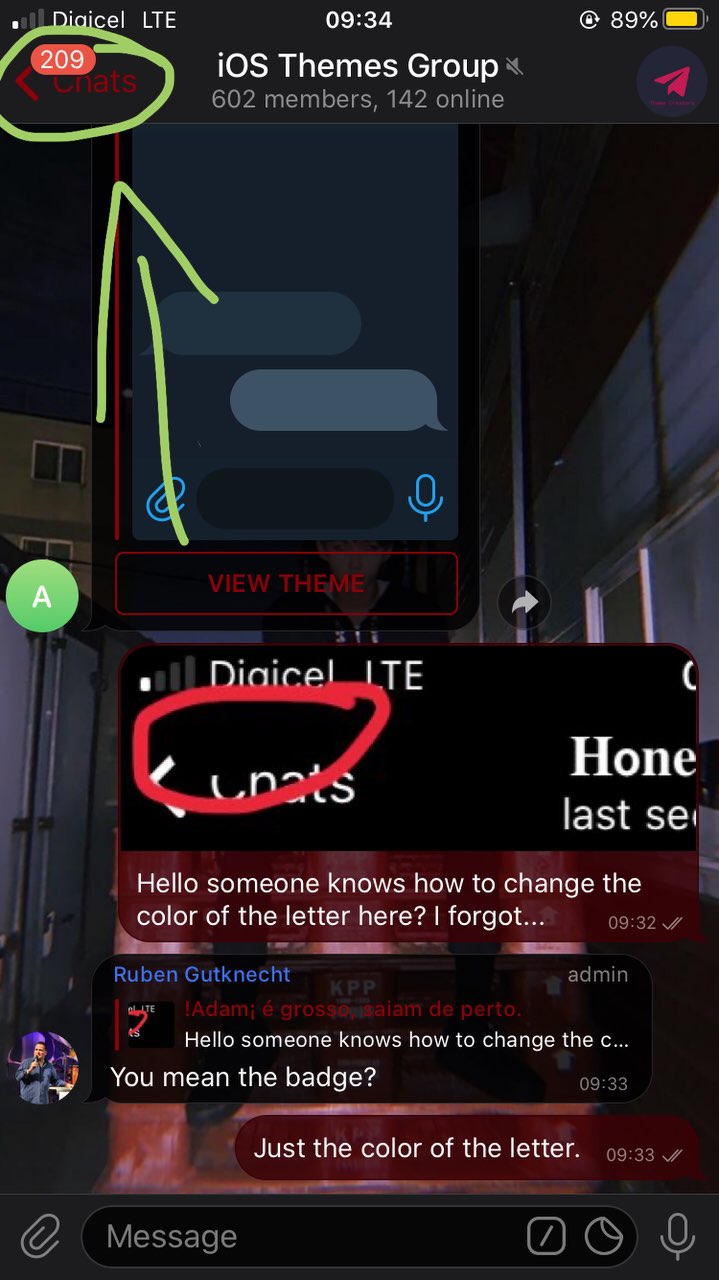 Digicel LTE 09:34 89%
209
Chats
iOS Themes Group
602 members, 142 online
VIEW THEME
A
Digicel LTE
Chats
Hone
last se
Hello someone knows how to change the
color of the letter here? I forgot...
09:32
Ruben Gutknecht admin
!Adam¡ é grosso, saiam de perto.
Hello someone knows how to change the c...
You mean the badge?
09:33
KPP
Just the color of the letter.
09:33
Message